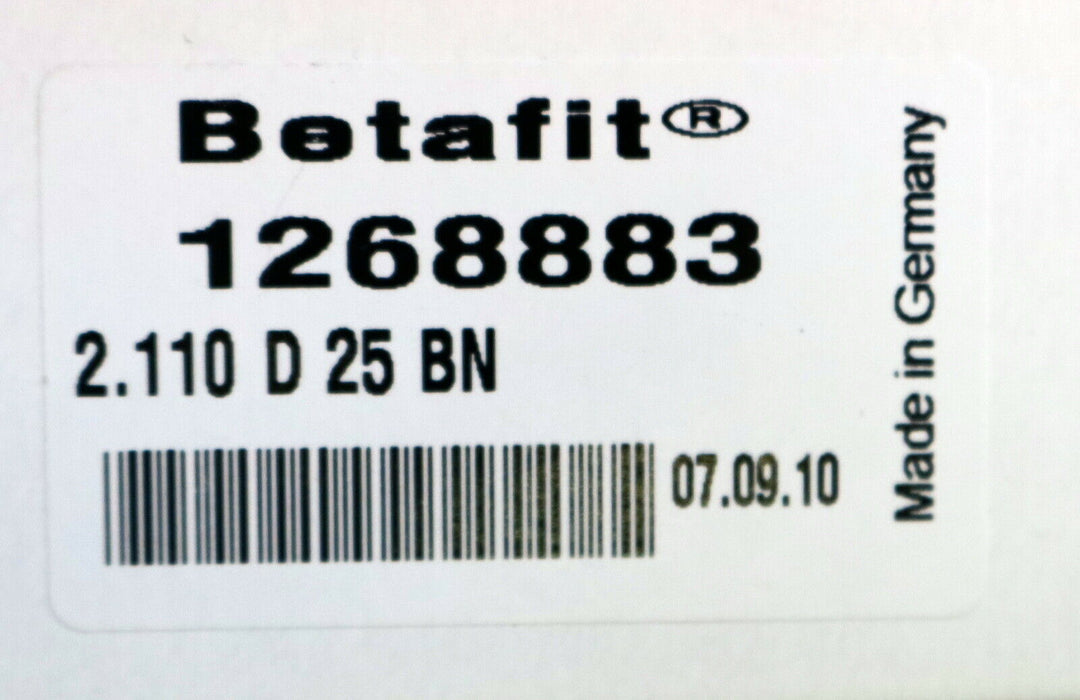 Betafit®
1268883
2.110 D 25 BN
07.09.10
Made in Germany